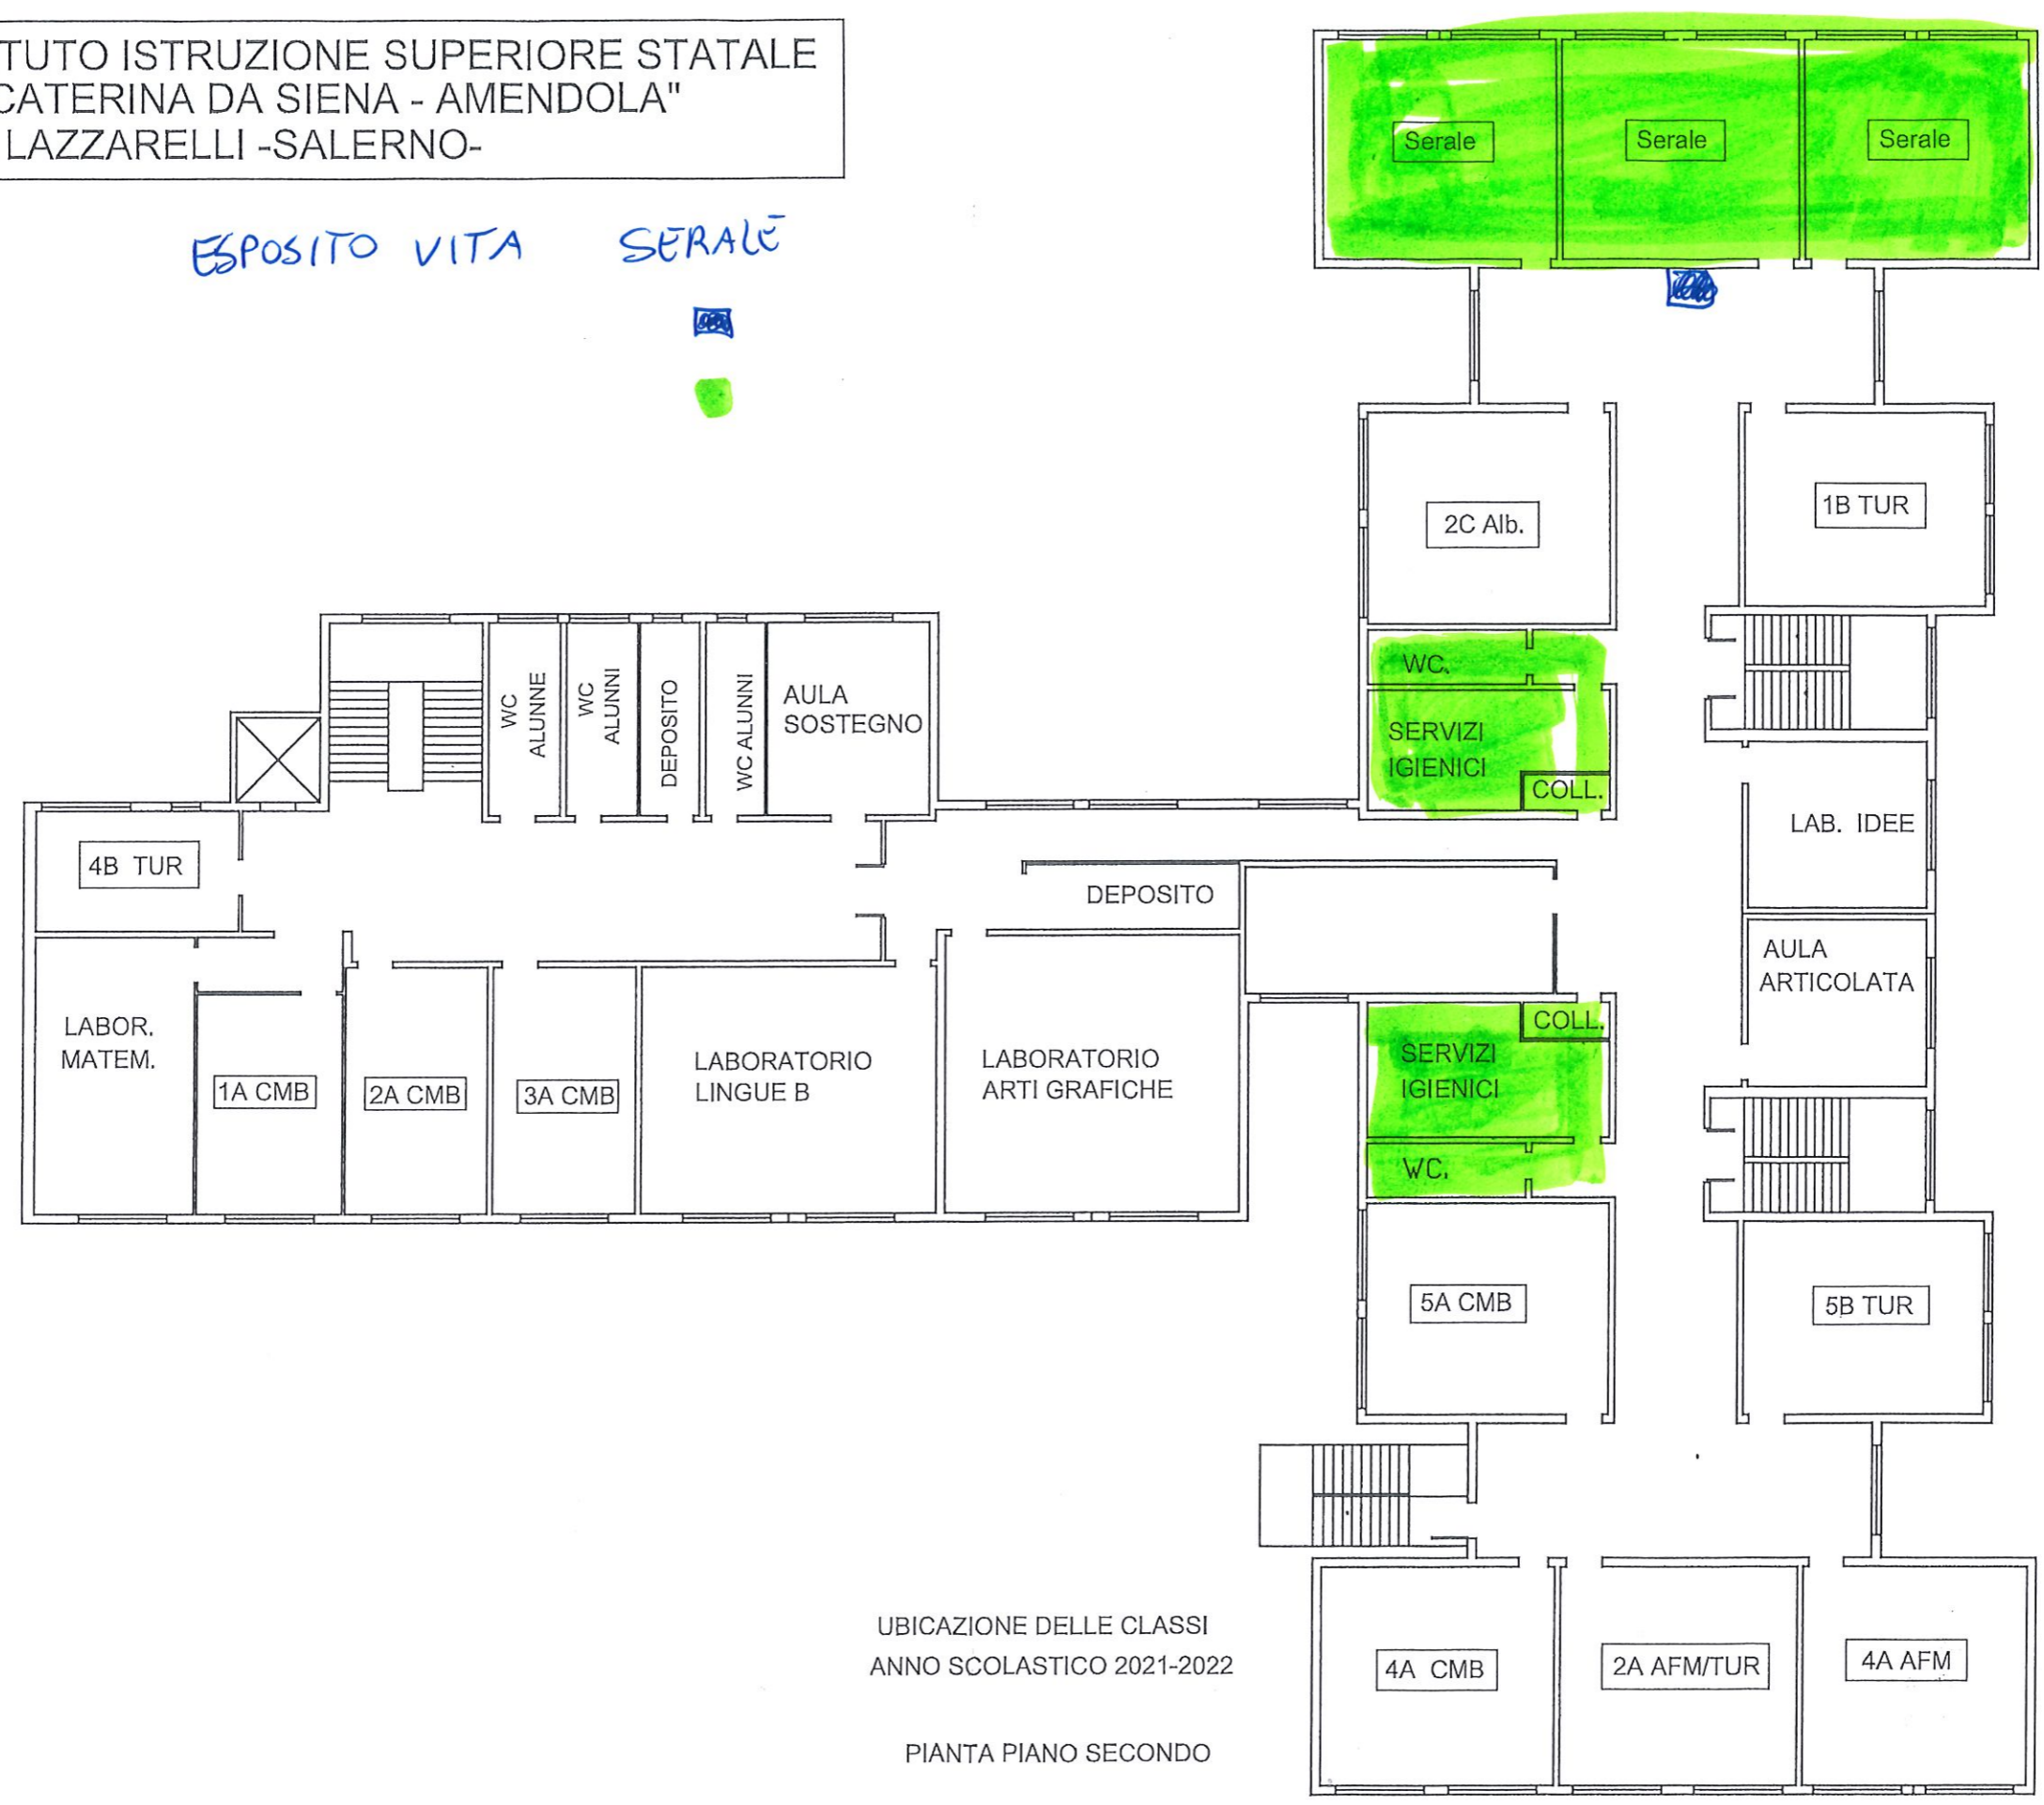 TUTO ISTRUZIONE SUPERIORE STATALE
CATERINA DA SIENA - AMENDOLA"
LAZZARELLI -SALERNO-
ESPOSITO VITA SERALE
Serale
Serale
Serale
2C Alb.
1B TUR
WC.
SERVIZI
IGIENICI
COLL.
WC
ALUNNE
WC
ALUNNI
DEPOSITO
WC ALUNNI
AULA
SOSTEGNO
LAB. IDEE
4B TUR
DEPOSITO
AULA
ARTICOLATA
LABOR.
MATEM.
1A CMB
2A CMB
3A CMB
LABORATORIO
LINGUE B
LABORATORIO
ARTI GRAFICHE
COLL.
SERVIZI
IGIENICI
WC.
5A CMB
5B TUR
UBICAZIONE DELLE CLASSI
ANNO SCOLASTICO 2021-2022
PIANTA PIANO SECONDO
4A CMB
2A AFM/TUR
4A AFM